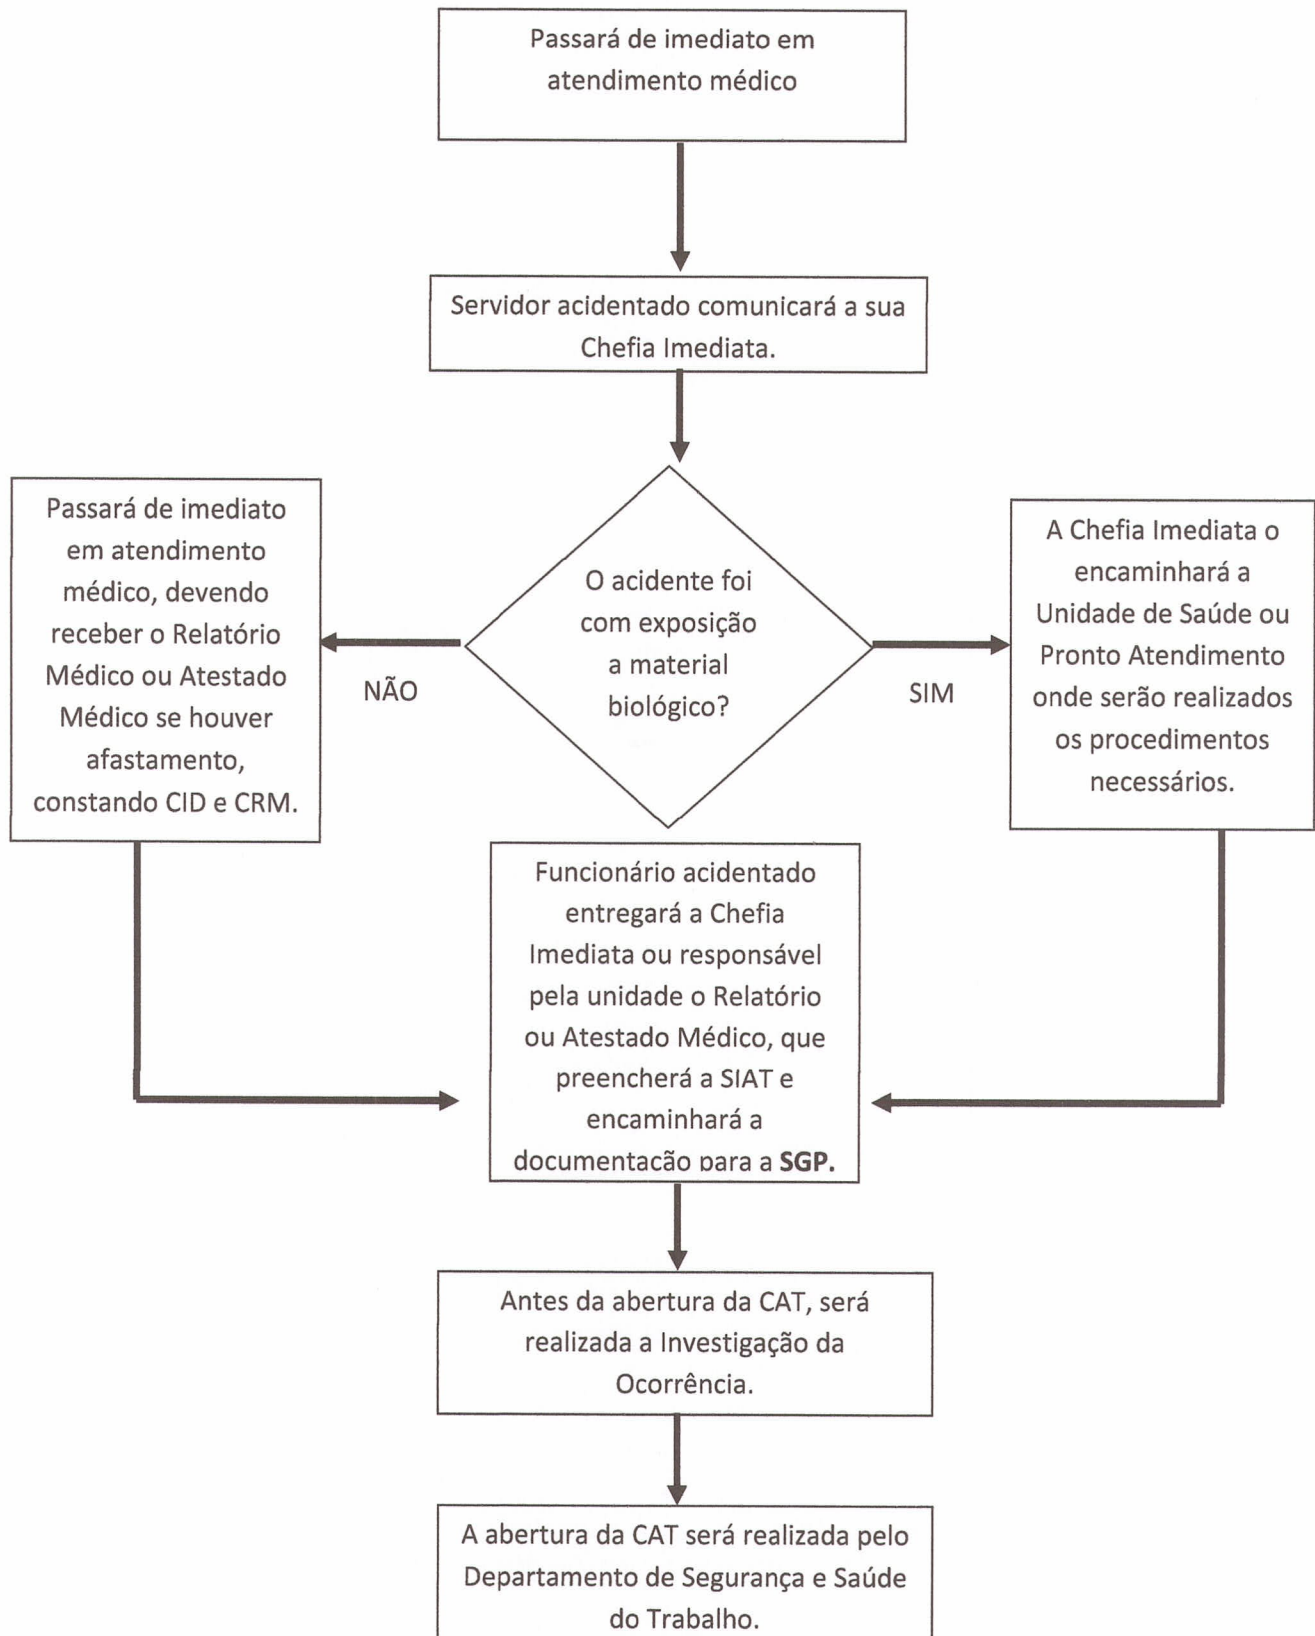 Passará de imediato em
atendimento médico
Servidor acidentado comunicará a sua
Chefia Imediata.
Passará de imediato
em atendimento
médico, devendo
receber o Relatório
Médico ou Atestado
Médico se houver
afastamento,
constando CID e CRM.
NÃO
O acidente foi
com exposição
a material
biológico?
SIM
A Chefia Imediata o
encaminhará a
Unidade de Saúde ou
Pronto Atendimento
onde serão realizados
os procedimentos
necessários.
Funcionário acidentado
entregará a Chefia
Imediata ou responsável
pela unidade o Relatório
ou Atestado Médico, que
preencherá a SIAT e
encaminhará a
documentação para a SGP.
Antes da abertura da CAT, será
realizada a Investigação da
Ocorrência.
A abertura da CAT será realizada pelo
Departamento de Segurança e Saúde
do Trabalho.